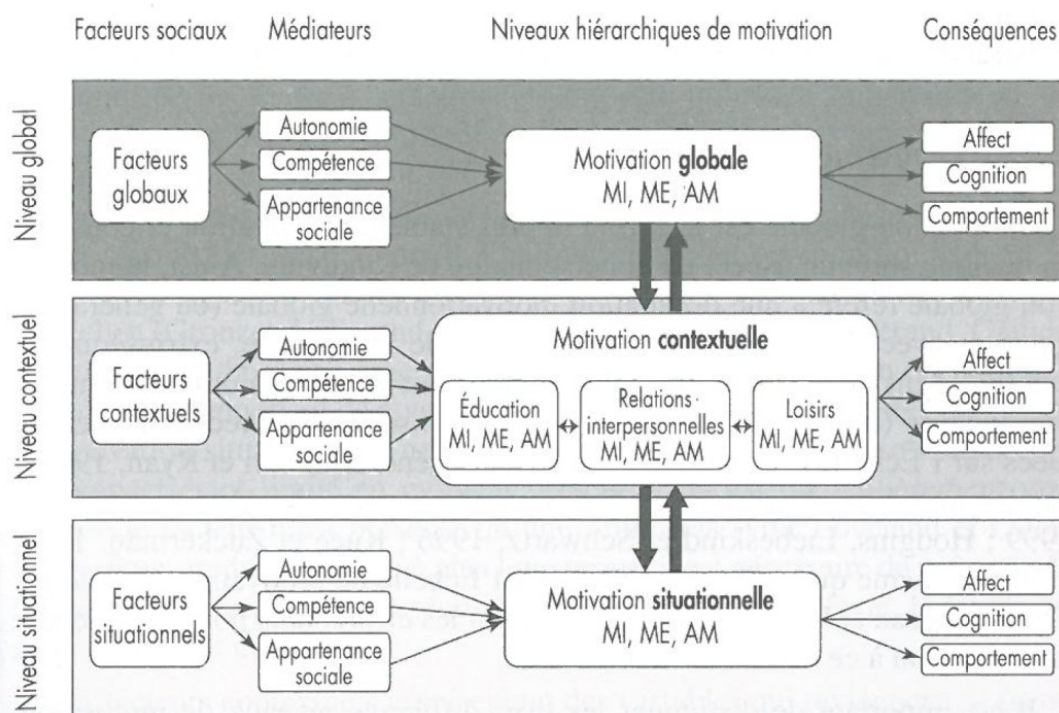 Facteurs sociaux Médiateurs Niveaux hiérarchiques de motivation Conséquences
Niveau global
Facteurs
globaux
Autonomie
Compétence
Appartenance
sociale
Motivation globale
MI, ME, AM
Affect
Cognition
Comportement
Niveau contextuel
Facteurs
contextuels
Autonomie
Compétence
Appartenance
sociale
Motivation contextuelle
Éducation
MI, ME, AM
Relations
interpersonnelles
MI, ME, AM
Loisirs
MI, ME, AM
Affect
Cognition
Comportement
Niveau situationnel
Facteurs
situationnels
Autonomie
Compétence
Appartenance
sociale
Motivation situationnelle
MI, ME, AM
Affect
Cognition
Comportement